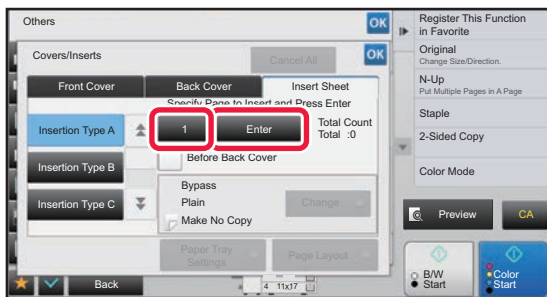 Others
OK
Covers/Inserts
Cancel All
OK
Front Cover
Back Cover
Insert Sheet
Specify Page to Insert and Press Enter
Insertion Type A
1
Enter
Total Count
Total :0
Before Back Cover
Insertion Type B
Bypass
Plain
Change
Insertion Type C
Make No Copy
Paper Tray
Settings
Page Layout
Back
4 11x17
Register This Function
in Favorite
Original
Change Size/Direction.
N-Up
Put Multiple Pages in A Page
Staple
2-Sided Copy
Color Mode
Preview
CA
B/W
Start
Color
Start